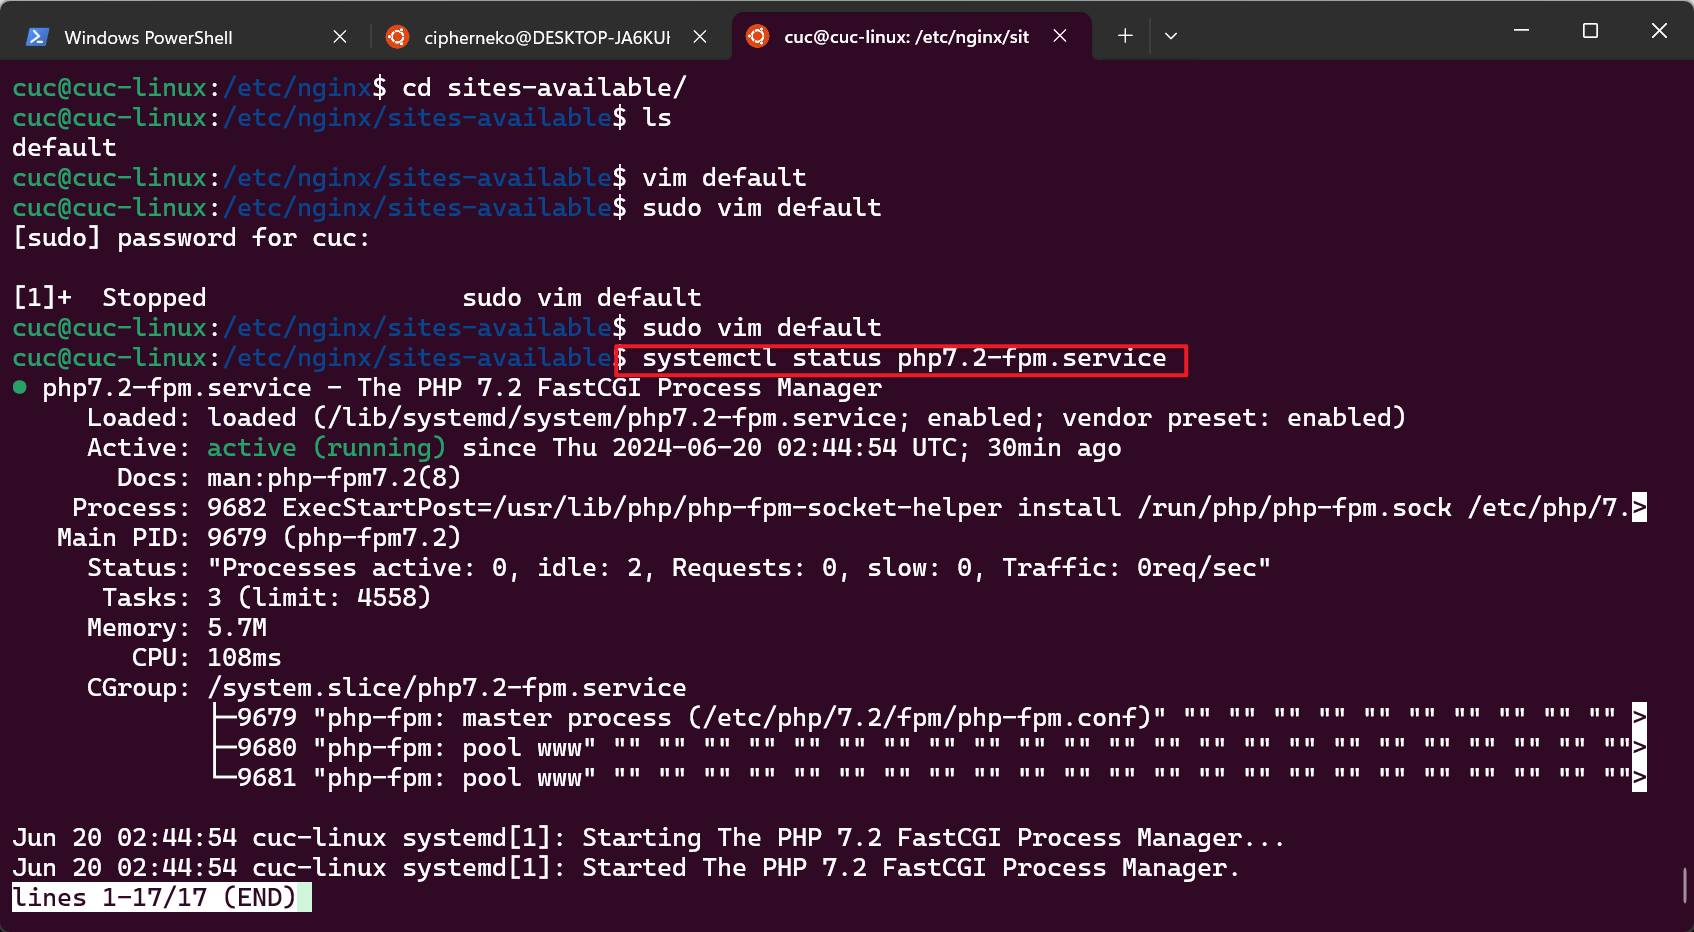 Windows PowerShell
cipherneko@DESKTOP-JA6KU
cuc@cuc-linux: /etc/nginx/sit
cuc@cuc-linux:/etc/nginx$ cd sites-available/
cuc@cuc-linux:/etc/nginx/sites-available$ ls
default
cuc@cuc-linux:/etc/nginx/sites-available$ vim default
cuc@cuc-linux:/etc/nginx/sites-available$ sudo vim default
[sudo] password for cuc:
[1]+  Stopped                 sudo vim default
cuc@cuc-linux:/etc/nginx/sites-available$ sudo vim default
cuc@cuc-linux:/etc/nginx/sites-available$ systemctl status php7.2-fpm.service
● php7.2-fpm.service - The PHP 7.2 FastCGI Process Manager
     Loaded: loaded (/lib/systemd/system/php7.2-fpm.service; enabled; vendor preset: enabled)
     Active: active (running) since Thu 2024-06-20 02:44:54 UTC; 30min ago
       Docs: man:php-fpm7.2(8)
    Process: 9682 ExecStartPost=/usr/lib/php/php-fpm-socket-helper install /run/php/php-fpm.sock /etc/php/7.>
   Main PID: 9679 (php-fpm7.2)
     Status: "Processes active: 0, idle: 2, Requests: 0, slow: 0, Traffic: 0req/sec"
      Tasks: 3 (limit: 4558)
     Memory: 5.7M
        CPU: 108ms
     CGroup: /system.slice/php7.2-fpm.service
             ├─9679 "php-fpm: master process (/etc/php/7.2/fpm/php-fpm.conf)" "" "" "" "" "" "" "" "" "" "" >
             ├─9680 "php-fpm: pool www" "" "" "" "" "" "" "" "" "" "" "" "" "" "" "" "" "" "" "" "" "" "" "">
             └─9681 "php-fpm: pool www" "" "" "" "" "" "" "" "" "" "" "" "" "" "" "" "" "" "" "" "" "" "" "">
Jun 20 02:44:54 cuc-linux systemd[1]: Starting The PHP 7.2 FastCGI Process Manager...
Jun 20 02:44:54 cuc-linux systemd[1]: Started The PHP 7.2 FastCGI Process Manager.
lines 1-17/17 (END)